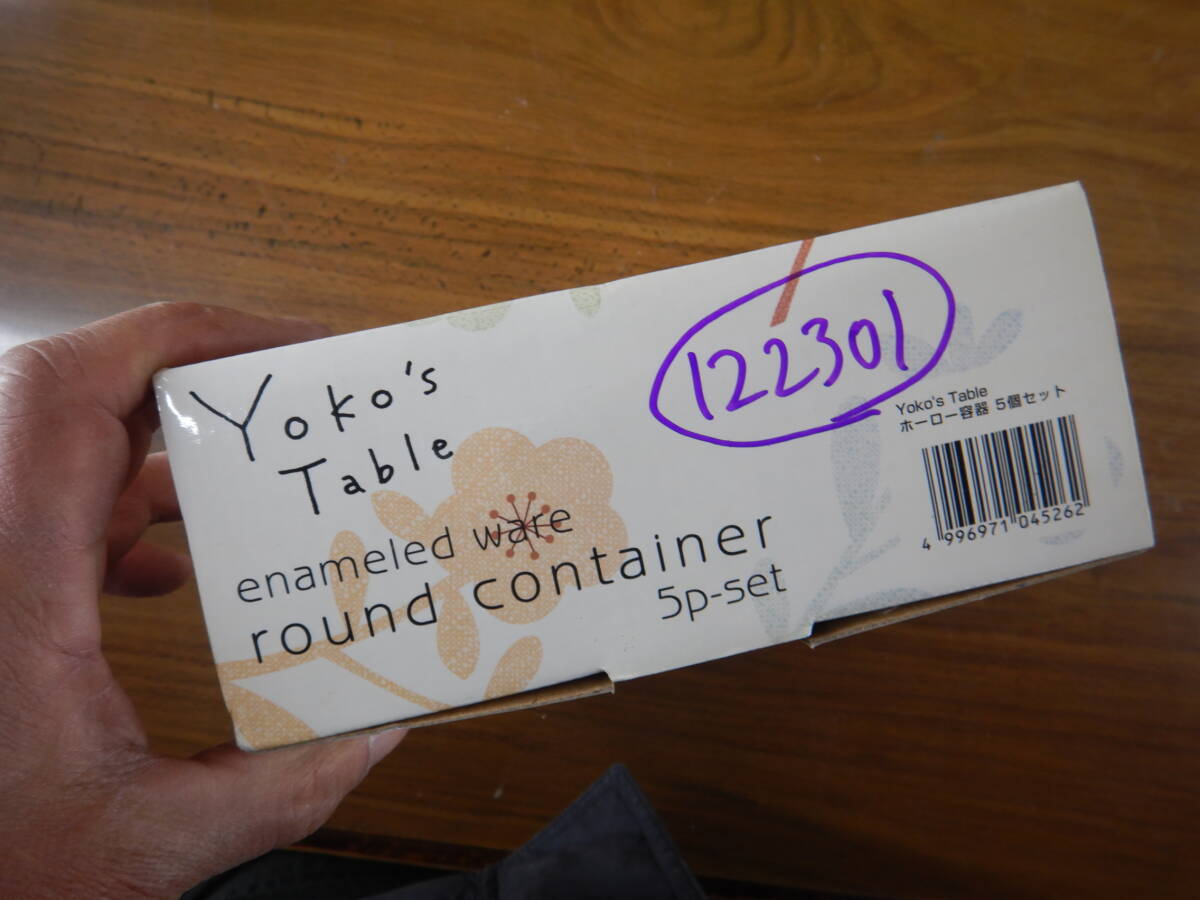 Yoko's
Table
enameled ware
round container
5p-set
122301
Yoko's Table
ホーロー容器 5個セット
4 996971 045262